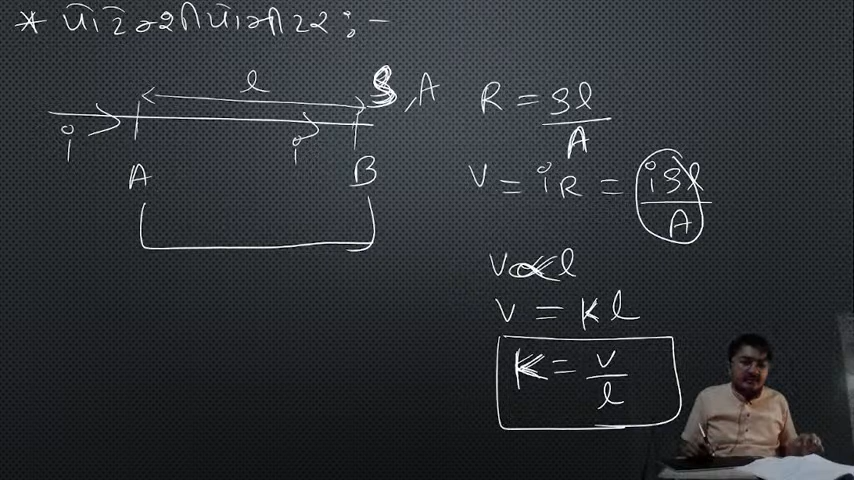 * પોટેન્શીયોમીટર :-
l
ρ, A
i
i
A
B
R = ρl/A
V = iR = iρl/A
V ∝ l
V = Kl
K = V/l